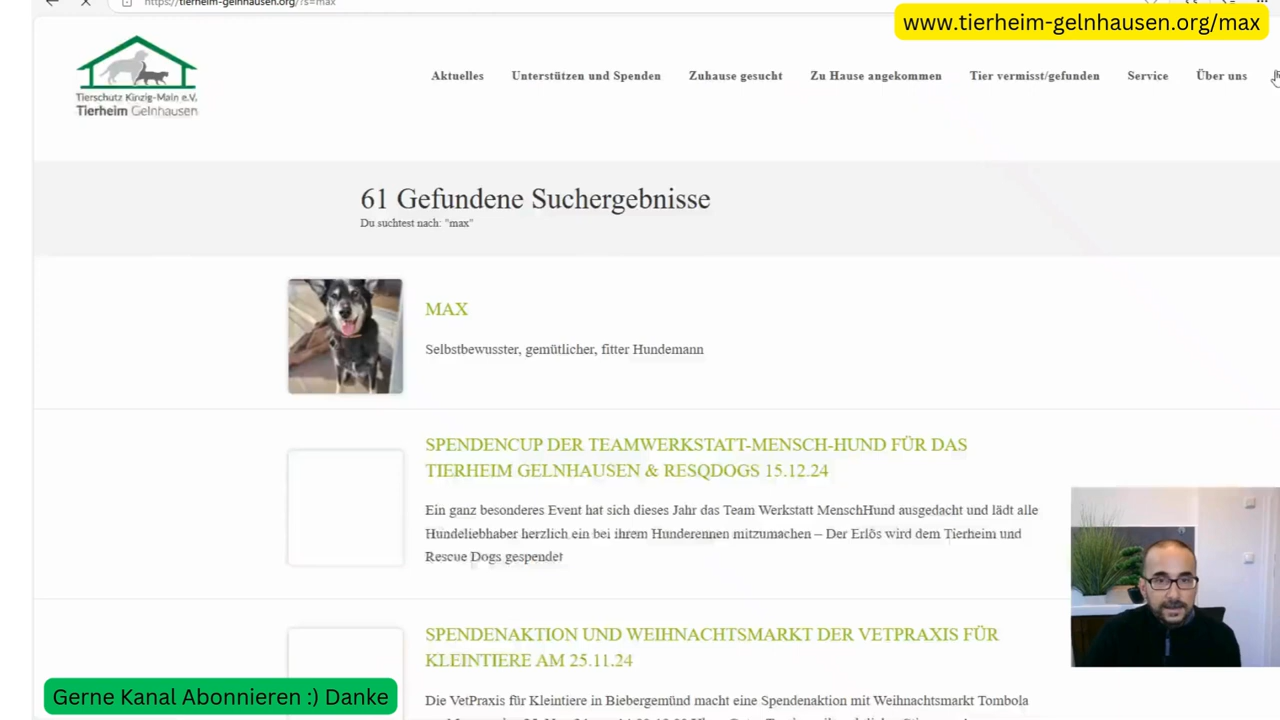 https://tierheim-gelnhausen.org/?s=max
www.tierheim-gelnhausen.org/max
Tierschutz Kinzig-Main e.V.
Tierheim Gelnhausen
Aktuelles Unterstützen und Spenden Zuhause gesucht Zu Hause angekommen Tier vermisst/gefunden Service Über uns
61 Gefundene Suchergebnisse
Du suchtest nach: "max"
MAX
Selbstbewusster, gemütlicher, fitter Hundemann
SPENDENCUP DER TEAMWERKSTATT-MENSCH-HUND FÜR DAS
TIERHEIM GELNHAUSEN & RESQDOGS 15.12.24
Ein ganz besonderes Event hat sich dieses Jahr das Team Werkstatt MenschHund ausgedacht und lädt alle
Hundeliebhaber herzlich ein bei ihrem Hunderennen mitzumachen – Der Erlös wird dem Tierheim und
Rescue Dogs gespendet
SPENDENAKTION UND WEIHNACHTSMARKT DER VETPRAXIS FÜR
KLEINTIERE AM 25.11.24
Die VetPraxis für Kleintiere in Biebergemünd macht eine Spendenaktion mit Weihnachtsmarkt Tombola
Gerne Kanal Abonnieren :) Danke